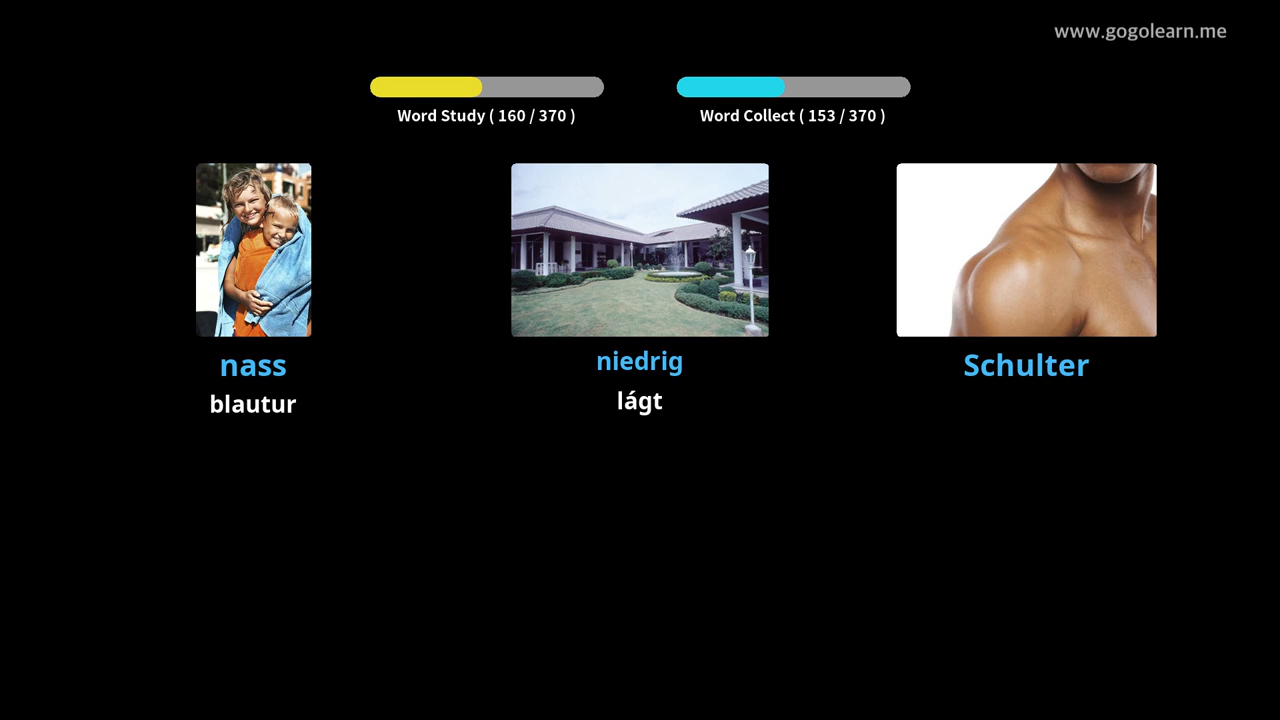 www.gogolearn.me
Word Study ( 160 / 370 )
Word Collect ( 153 / 370 )
nass
blautur
niedrig
lágt
Schulter